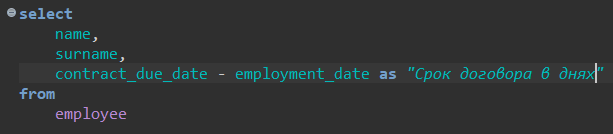 select
name,
surname,
contract_due_date - employment_date as "Срок договора в днях"
from
employee